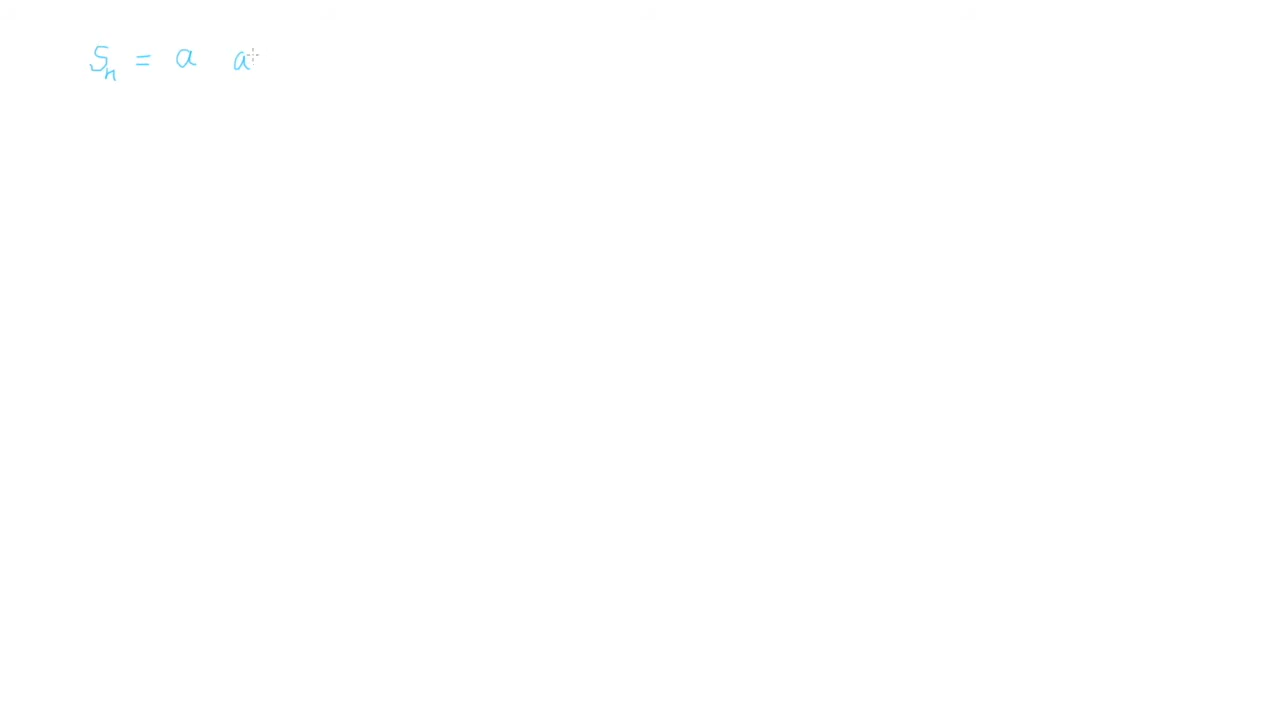 Sₙ = a a